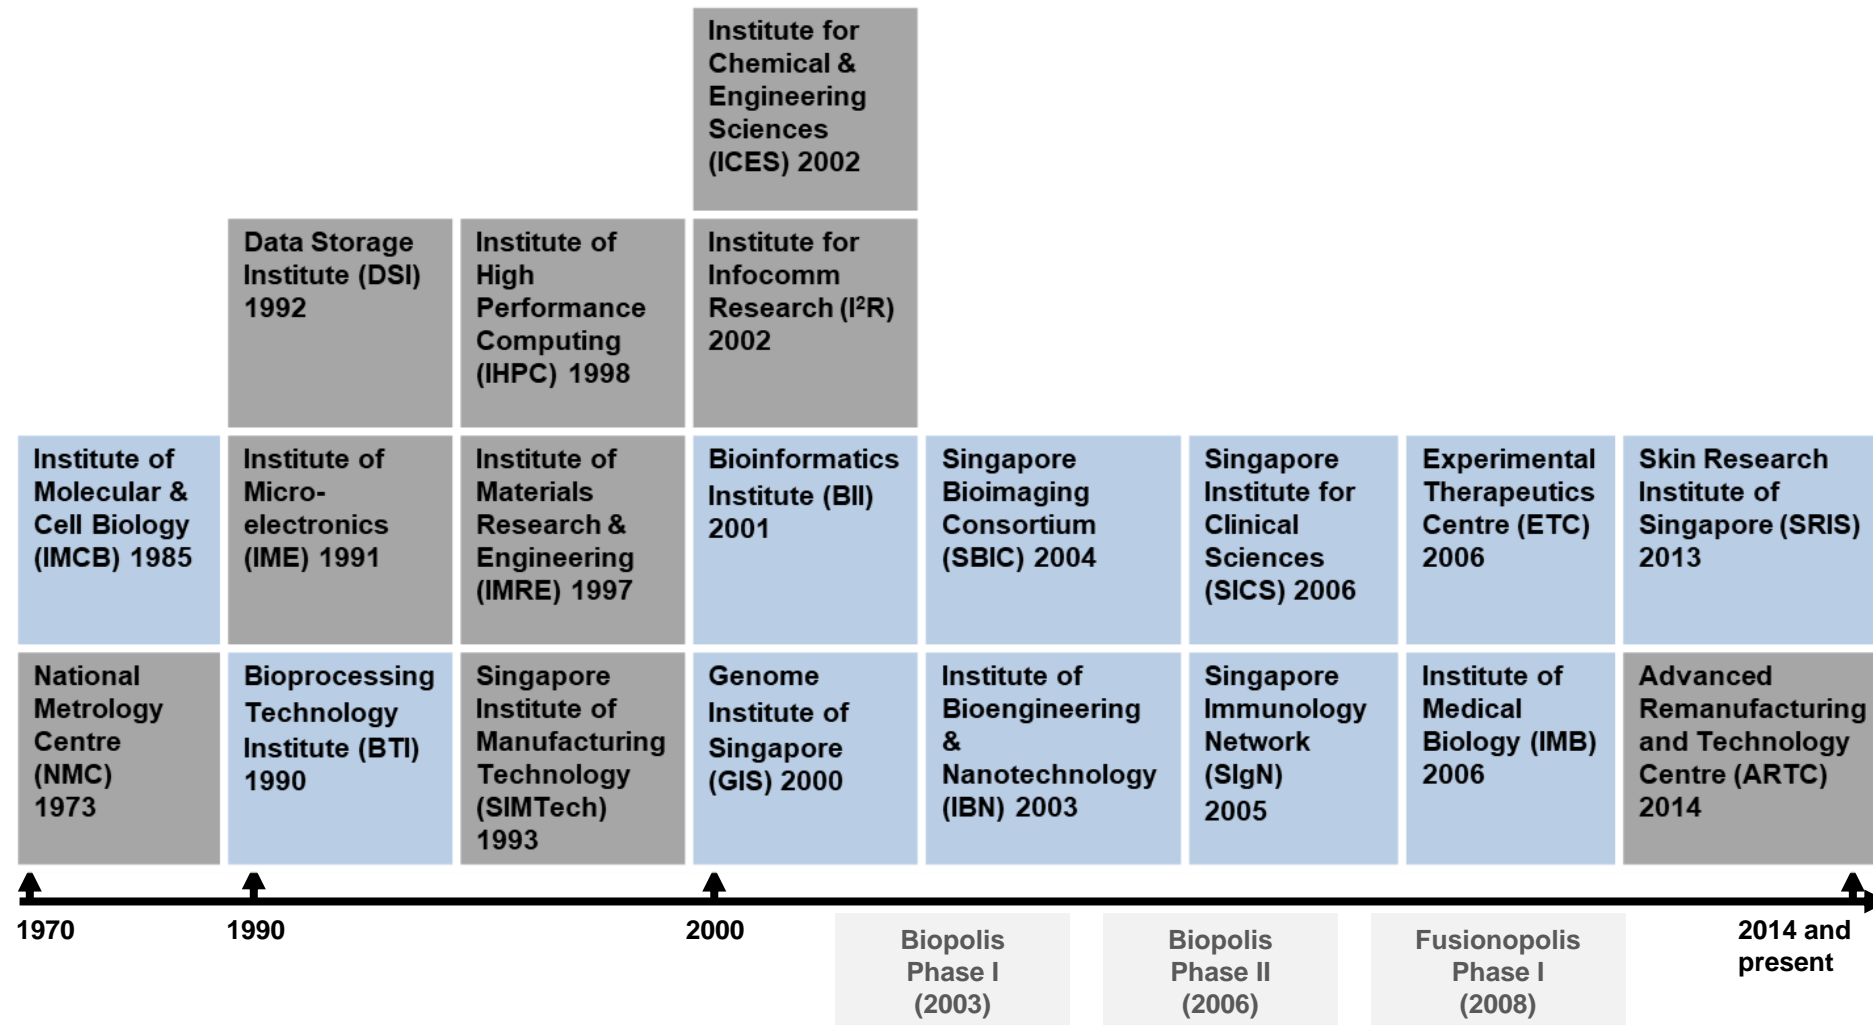 Institute for
Chemical &
Engineering
Sciences
(ICES) 2002
Data Storage
Institute (DSI)
1992
Institute of
High
Performance
Computing
(IHPC) 1998
Institute for
Infocomm
Research (I²R)
2002
Institute of
Molecular &
Cell Biology
(IMCB) 1985
Institute of
Micro-
electronics
(IME) 1991
Institute of
Materials
Research &
Engineering
(IMRE) 1997
Bioinformatics
Institute (BII)
2001
Singapore
Bioimaging
Consortium
(SBIC) 2004
Singapore
Institute for
Clinical
Sciences
(SICS) 2006
Experimental
Therapeutics
Centre (ETC)
2006
Skin Research
Institute of
Singapore (SRIS)
2013
National
Metrology
Centre
(NMC)
1973
Bioprocessing
Technology
Institute (BTI)
1990
Singapore
Institute of
Manufacturing
Technology
(SIMTech)
1993
Genome
Institute of
Singapore
(GIS) 2000
Institute of
Bioengineering
&
Nanotechnology
(IBN) 2003
Singapore
Immunology
Network
(SIgN)
2005
Institute of
Medical
Biology (IMB)
2006
Advanced
Remanufacturing
and Technology
Centre (ARTC)
2014
1970
1990
2000
2014 and
present
Biopolis
Phase I
(2003)
Biopolis
Phase II
(2006)
Fusionopolis
Phase I
(2008)